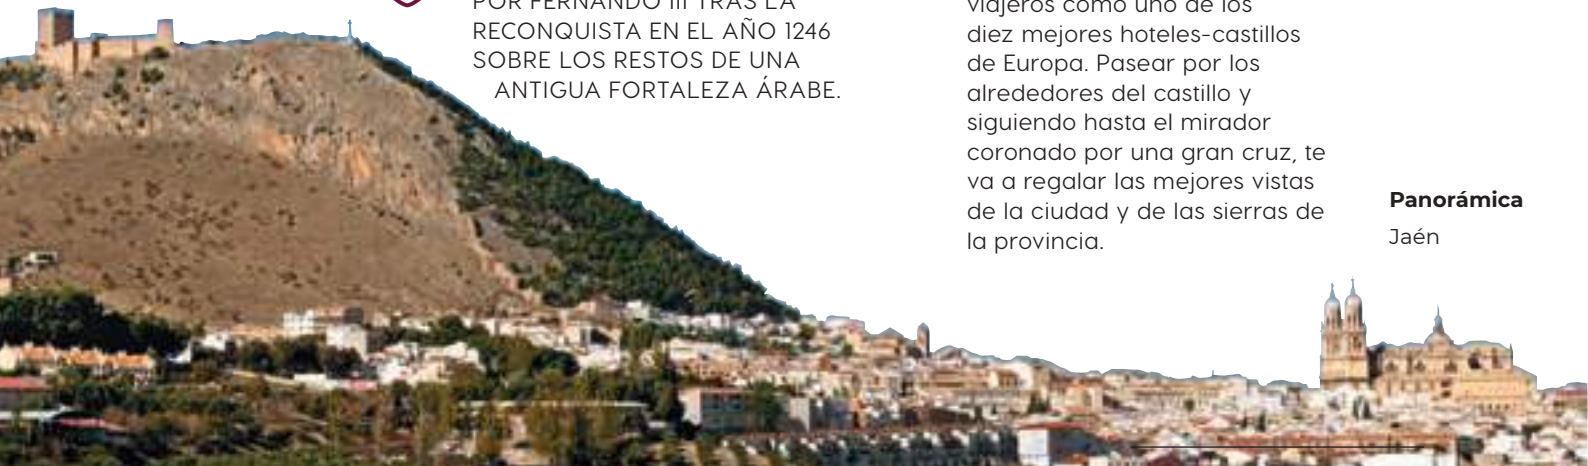 POR FERNANDO III TRAS LA
RECONQUISTA EN EL AÑO 1246
SOBRE LOS RESTOS DE UNA
ANTIGUA FORTALEZA ÁRABE.
viajeros como uno de los
diez mejores hoteles-castillos
de Europa. Pasear por los
alrededores del castillo y
siguiendo hasta el mirador
coronado por una gran cruz, te
va a regalar las mejores vistas
de la ciudad y de las sierras de
la provincia.
Panorámica
Jaén